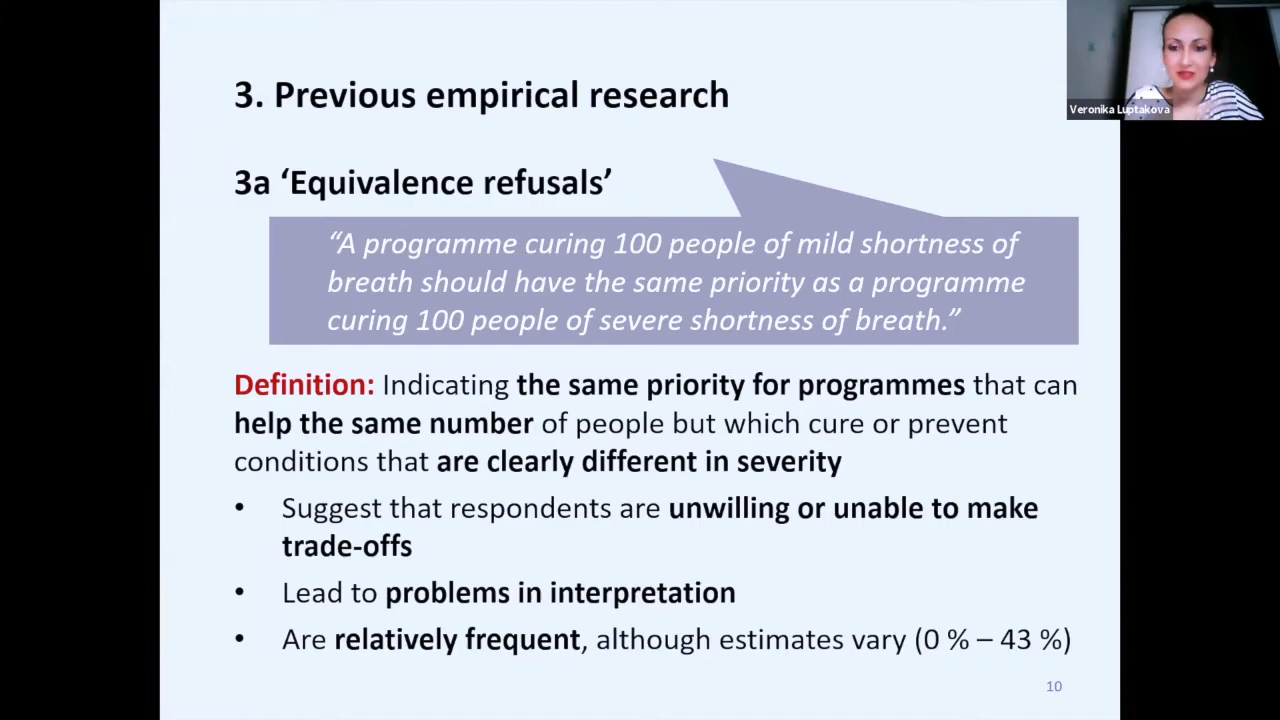 3. Previous empirical research
Veronika Luptakova
3a ‘Equivalence refusals’
“A programme curing 100 people of mild shortness of
breath should have the same priority as a programme
curing 100 people of severe shortness of breath.”
Definition: Indicating the same priority for programmes that can
help the same number of people but which cure or prevent
conditions that are clearly different in severity
• Suggest that respondents are unwilling or unable to make
trade-offs
• Lead to problems in interpretation
• Are relatively frequent, although estimates vary (0 % – 43 %)
10